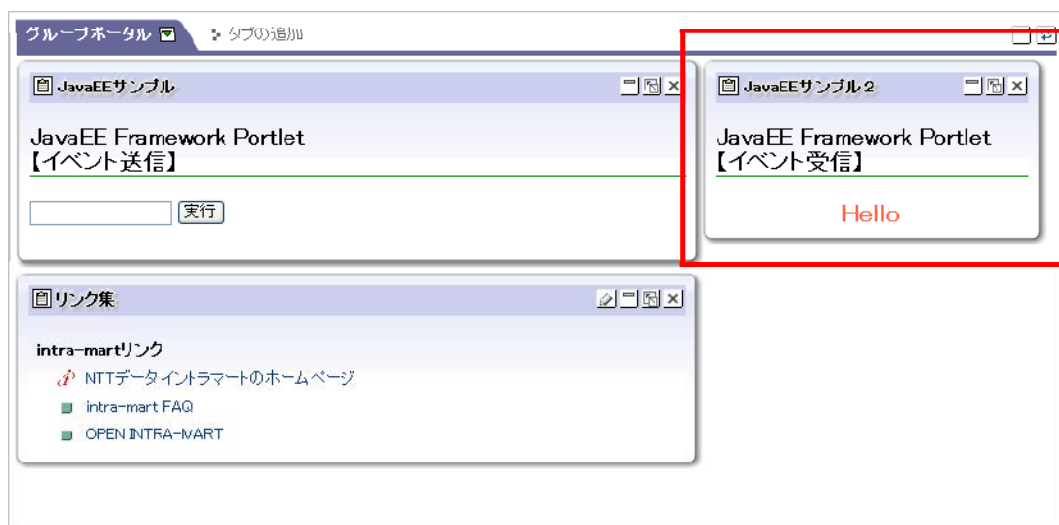 グループポータル タブの追加
JavaEEサンプル
JavaEE Framework Portlet
【イベント送信】
実行
JavaEEサンプル2
JavaEE Framework Portlet
【イベント受信】
Hello
リンク集
intra-martリンク
NTTデータイントラマートのホームページ
intra-mart FAQ
OPEN INTRA-MART